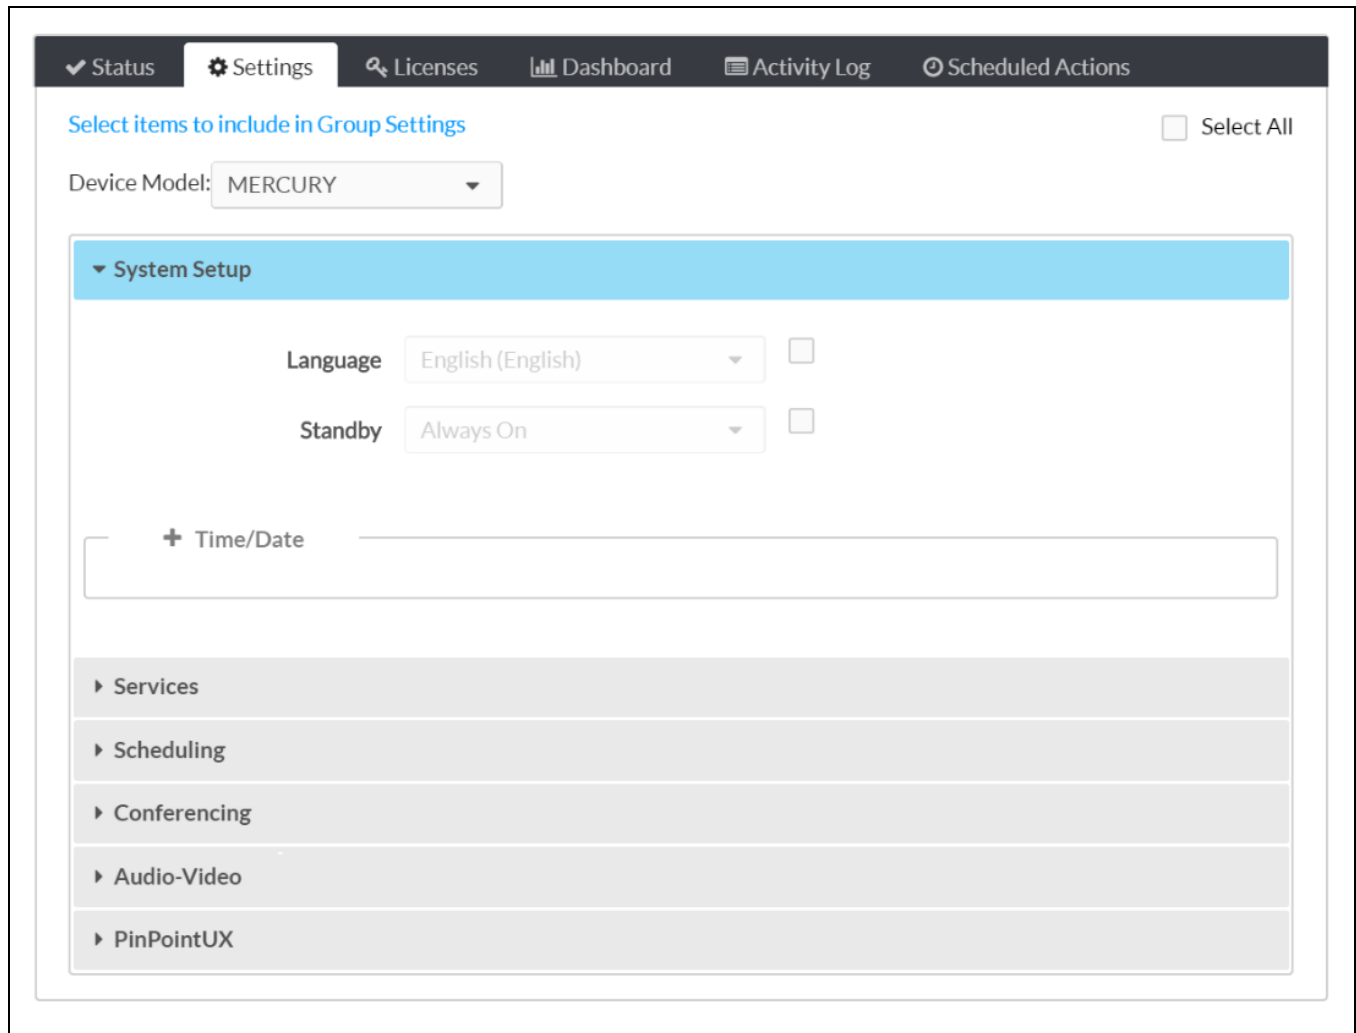 Status Settings Licenses Dashboard Activity Log Scheduled Actions
Select items to include in Group Settings Select All
Device Model: MERCURY
System Setup
Language English (English)
Standby Always On
Time/Date
Services
Scheduling
Conferencing
Audio-Video
PinPointUX